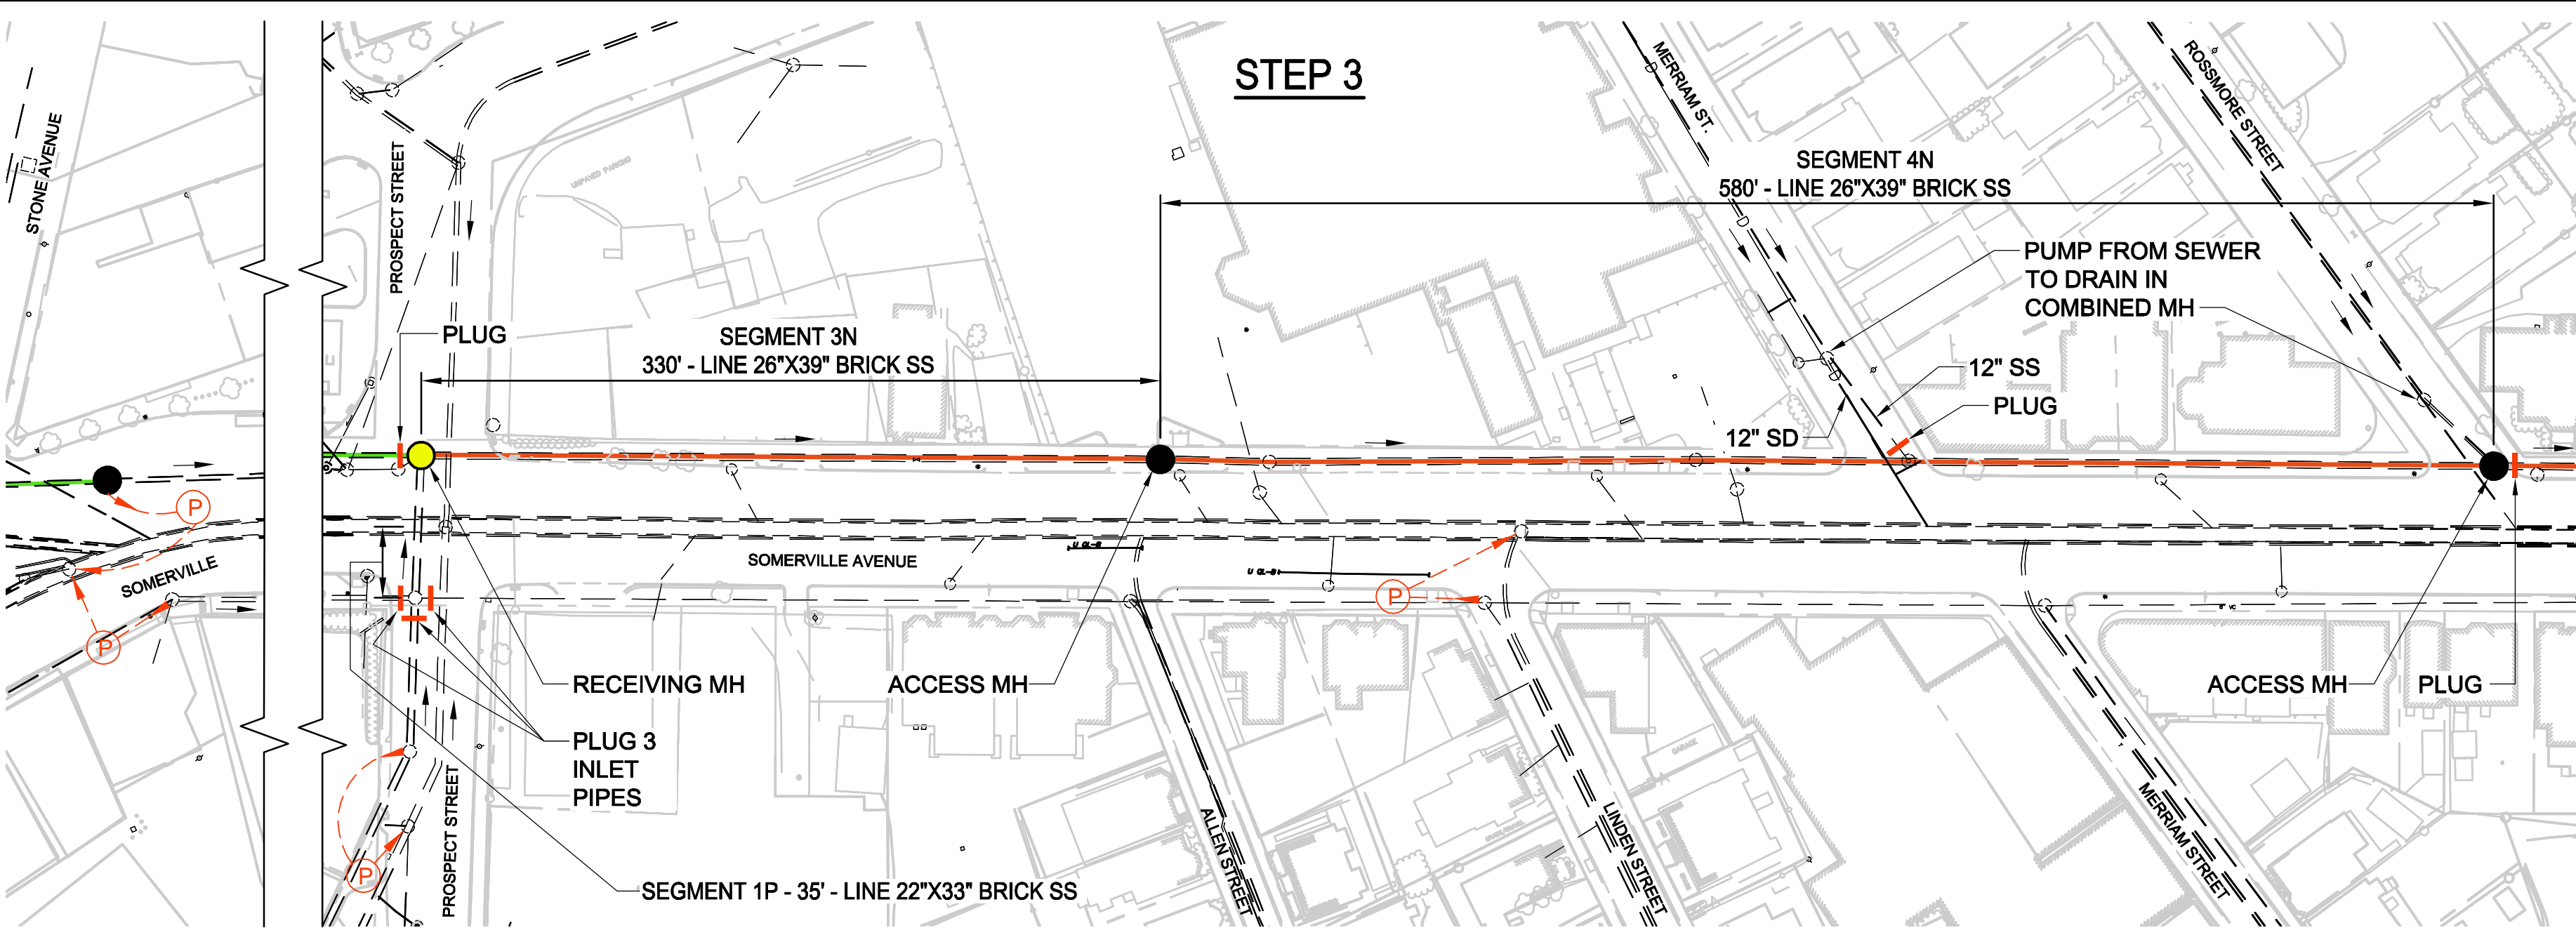 STEP 3
STONE AVENUE
PROSPECT STREET
UNPAVED PARKING
MERRIAM ST.
ROSSMORE STREET
SEGMENT 4N
580' - LINE 26"X39" BRICK SS
PUMP FROM SEWER
TO DRAIN IN
COMBINED MH
PLUG
SEGMENT 3N
330' - LINE 26"X39" BRICK SS
12" SS
PLUG
12" SD
P
SOMERVILLE
SOMERVILLE AVENUE
P
P
RECEIVING MH
ACCESS MH
ACCESS MH
PLUG
PLUG 3
INLET
PIPES
GARAGE
PROSPECT STREET
P
ALLEN STREET
LINDEN STREET
MERRIAM STREET
SEGMENT 1P - 35' - LINE 22"X33" BRICK SS